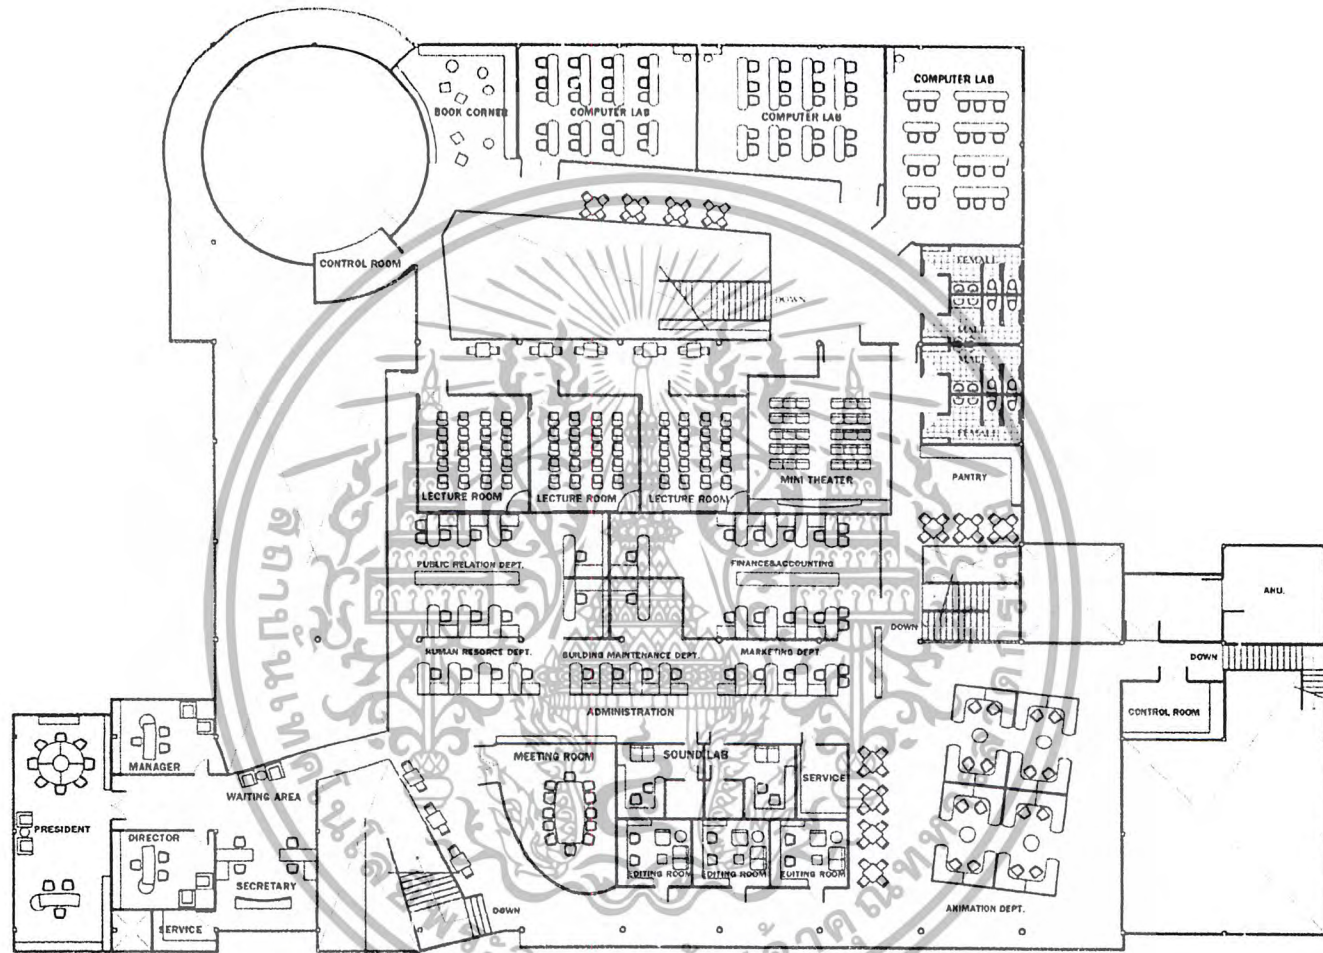 COMPUTER LAB
BOOK CORNER
COMPUTER LAB
COMPUTER LAB
CONTROL ROOM
FEMALE
DOWN
MALE
MALE
FEMALE
PANTRY
MINI THEATER
LECTURE ROOM
LECTURE ROOM
LECTURE ROOM
PUBLIC RELATION DEPT.
FINANCE&ACCOUNTING
AHU.
DOWN
HUMAN RESORCE DEPT.
BUILDING MAINTENANCE DEPT.
MARKETING DEPT
DOWN
ADMINISTRATION
CONTROL ROOM
MEETING ROOM
SOUND LAB
MANAGER
SERVICE
WAITING AREA
PRESIDENT
DIRECTOR
SECRETARY
EDITING ROOM
EDITING ROOM
EDITING ROOM
DOWN
ANIMATION DEPT.
SERVICE